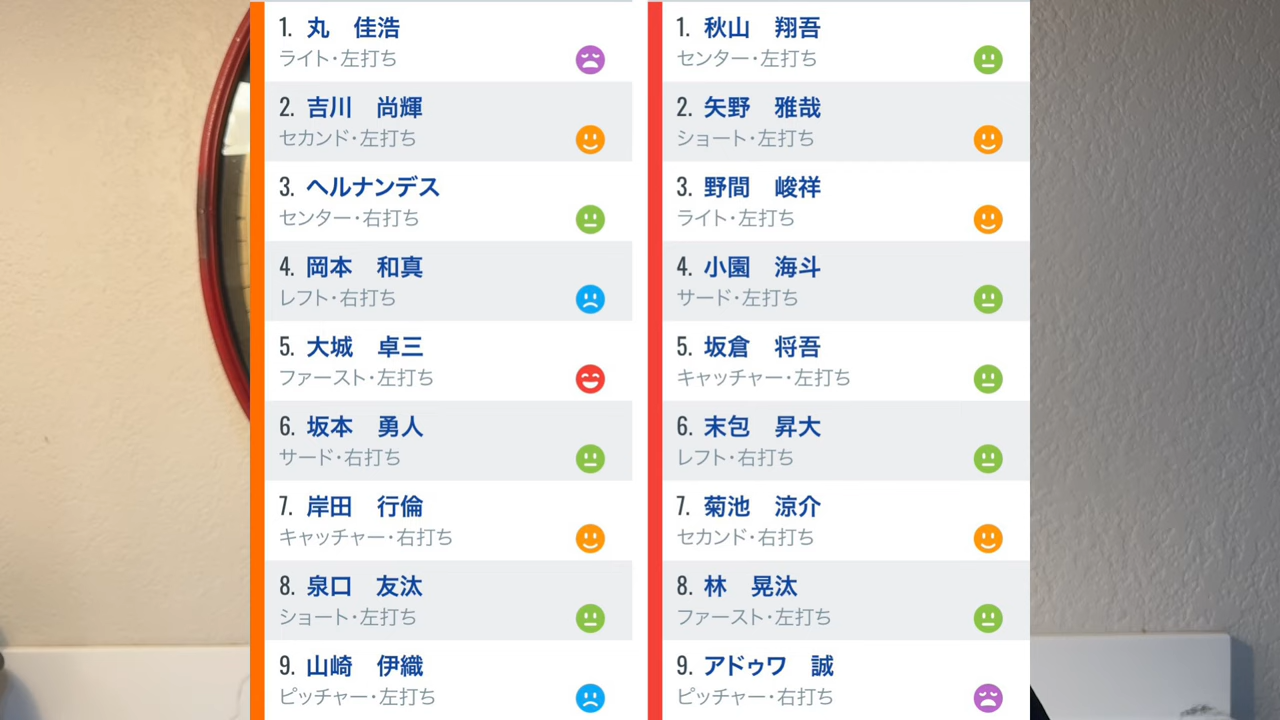 1. 丸　佳浩
ライト・左打ち
2. 吉川　尚輝
セカンド・左打ち
3. ヘルナンデス
センター・右打ち
4. 岡本　和真
レフト・右打ち
5. 大城　卓三
ファースト・左打ち
6. 坂本　勇人
サード・右打ち
7. 岸田　行倫
キャッチャー・右打ち
8. 泉口　友汰
ショート・左打ち
9. 山崎　伊織
ピッチャー・左打ち
1. 秋山　翔吾
センター・左打ち
2. 矢野　雅哉
ショート・左打ち
3. 野間　峻祥
ライト・左打ち
4. 小園　海斗
サード・左打ち
5. 坂倉　将吾
キャッチャー・左打ち
6. 末包　昇大
レフト・右打ち
7. 菊池　涼介
セカンド・右打ち
8. 林　晃汰
ファースト・左打ち
9. アドゥワ　誠
ピッチャー・右打ち